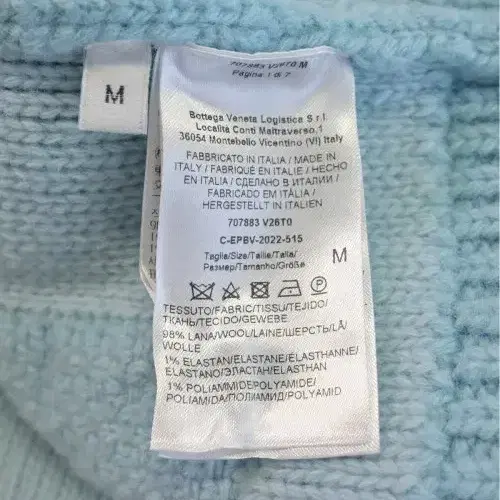 M
707883 V26T0 M
Pagina 1 di 7
Bottega Veneta Logistica S.r.l
Località Conti Maltraverso,1
36054 Montebello Vicentino (VI) Italy
FABBRICATO IN ITALIA / MADE IN
ITALY / FABRIQUÉ EN ITALIE / HECHO
EN ITALIA / СДЕЛАНО В ИТАЛИИ /
FABRICADO EM ITALIA /
HERGESTELLT IN ITALIEN
707883 V26T0
C-EPBV-2022-515
Taglia/Size/Taille/Talla/
Размер/Tamanho/Größe
M
TESSUTO/FABRIC/TISSU/TEJIDO/
ТКАНЬ/TECIDO/GEWEBE
98% LANA/WOOL/LAINE/ШЕРСТЬ/LÃ/
WOLLE
1% ELASTAN/ELASTANE/ÉLASTHANNE/
ELASTANO/ЭЛАСТАН/ELASTHAN
1% POLIAMMIDE/POLYAMIDE/
POLIAMIDA/ПОЛИАМИД/POLYAMID